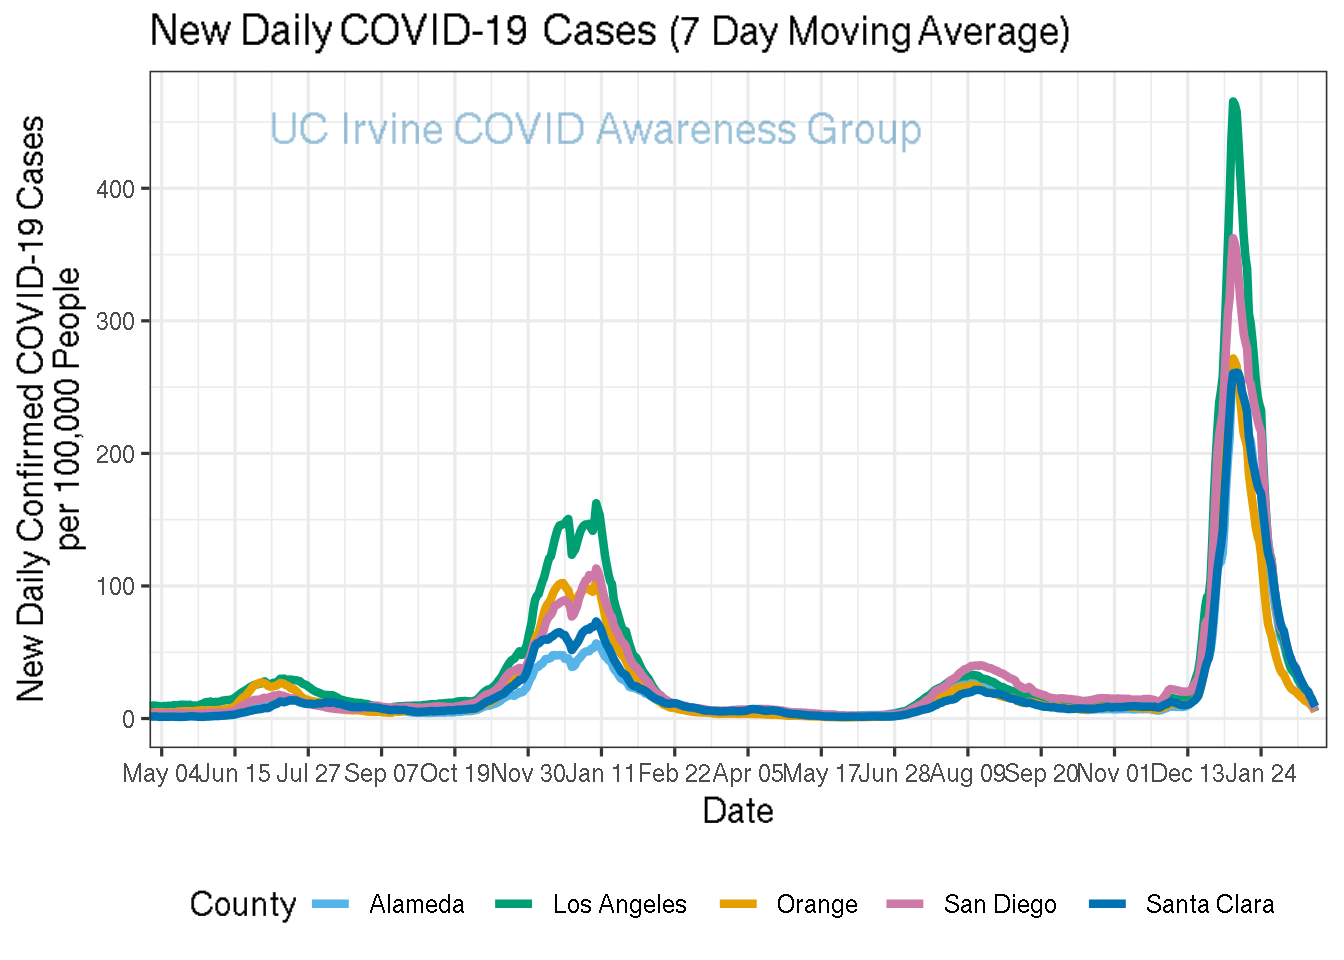 New Daily COVID-19 Cases (7 Day Moving Average)
UC Irvine COVID Awareness Group
New Daily Confirmed COVID-19 Cases
per 100,000 People
400
300
200
100
0
May 04 Jun 15 Jul 27 Sep 07 Oct 19 Nov 30 Jan 11 Feb 22 Apr 05 May 17 Jun 28 Aug 09 Sep 20 Nov 01 Dec 13 Jan 24
Date
County Alameda Los Angeles Orange San Diego Santa Clara